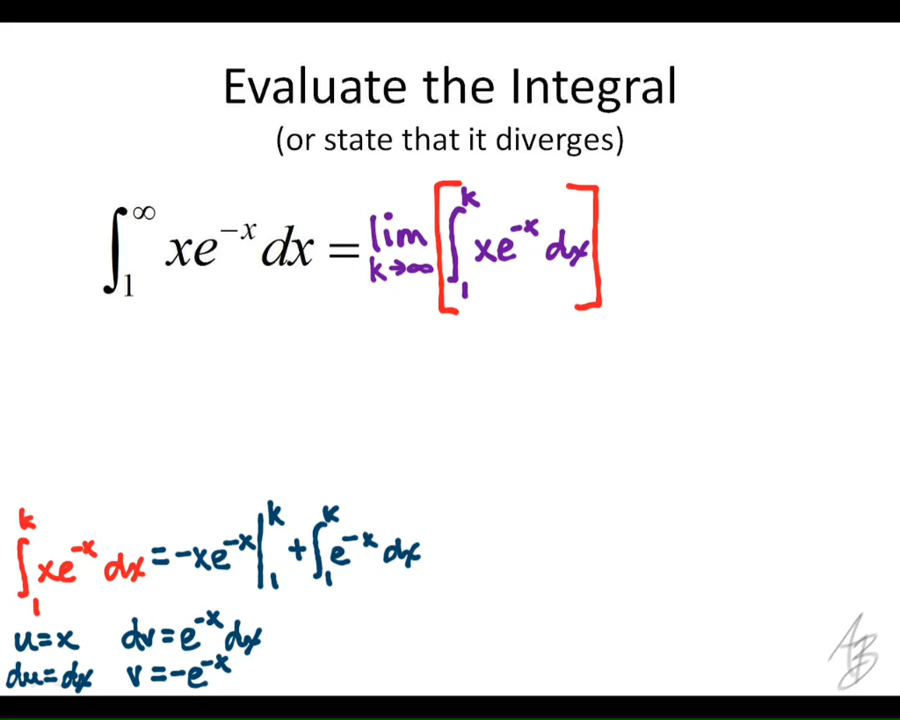 Evaluate the Integral
(or state that it diverges)
∫₁^∞ xe^{-x} dx = lim_{k→∞} [∫₁^k xe^{-x} dx]
∫₁^k xe^{-x} dx = -xe^{-x} |₁^k + ∫₁^k e^{-x} dx
u=x dv=e^{-x}dx
du=dx v=-e^{-x}